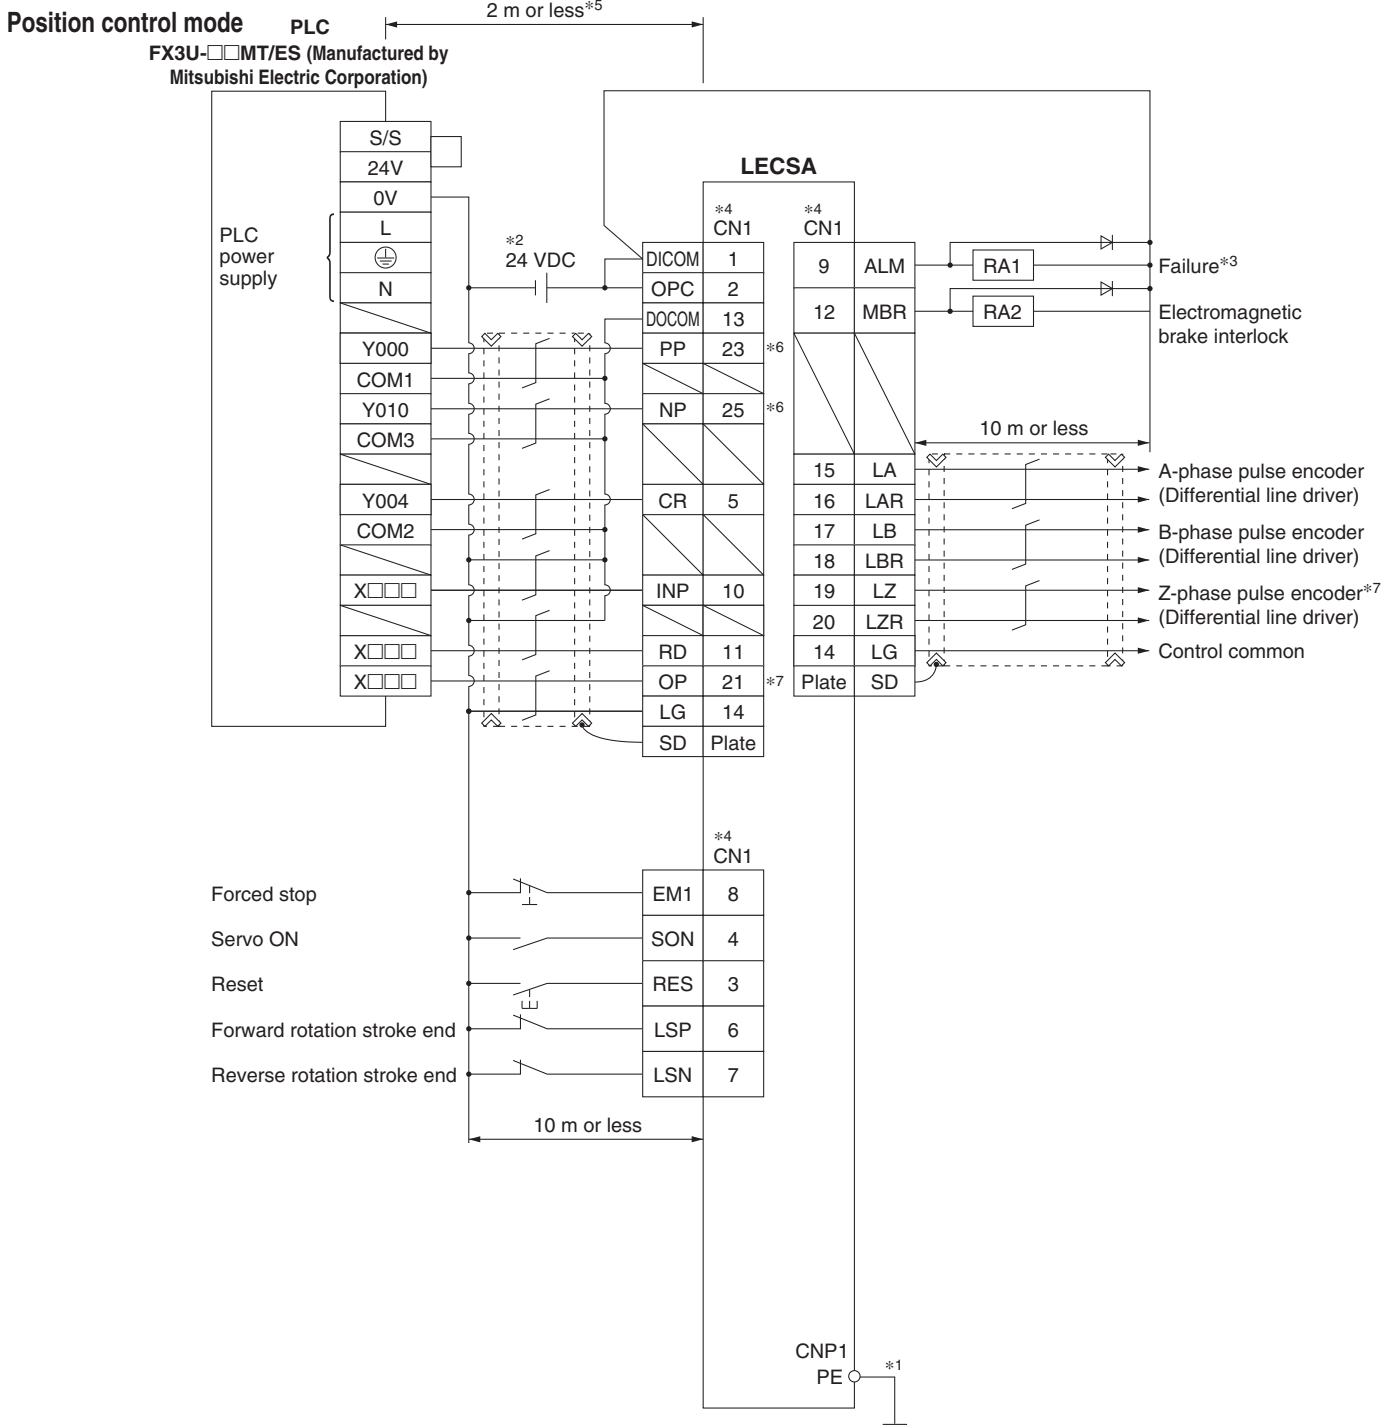 Position control mode
PLC
2 m or less*5
FX3U-□□MT/ES (Manufactured by
Mitsubishi Electric Corporation)
S/S
24V
0V
L
N
PLC
power
supply
Y000
COM1
Y010
COM3
Y004
COM2
X□□□
X□□□
X□□□
*2
24 VDC
LECSA
*4
CN1
DICOM 1
OPC 2
DOCOM 13
PP 23 *6
NP 25 *6
CR 5
INP 10
RD 11
OP 21 *7
LG 14
SD Plate
*4
CN1
9 ALM
12 MBR
15 LA
16 LAR
17 LB
18 LBR
19 LZ
20 LZR
14 LG
Plate SD
RA1
Failure*3
RA2
Electromagnetic
brake interlock
10 m or less
A-phase pulse encoder
(Differential line driver)
B-phase pulse encoder
(Differential line driver)
Z-phase pulse encoder*7
(Differential line driver)
Control common
*4
CN1
Forced stop
EM1 8
Servo ON
SON 4
Reset
RES 3
Forward rotation stroke end
LSP 6
Reverse rotation stroke end
LSN 7
10 m or less
CNP1
PE
*1